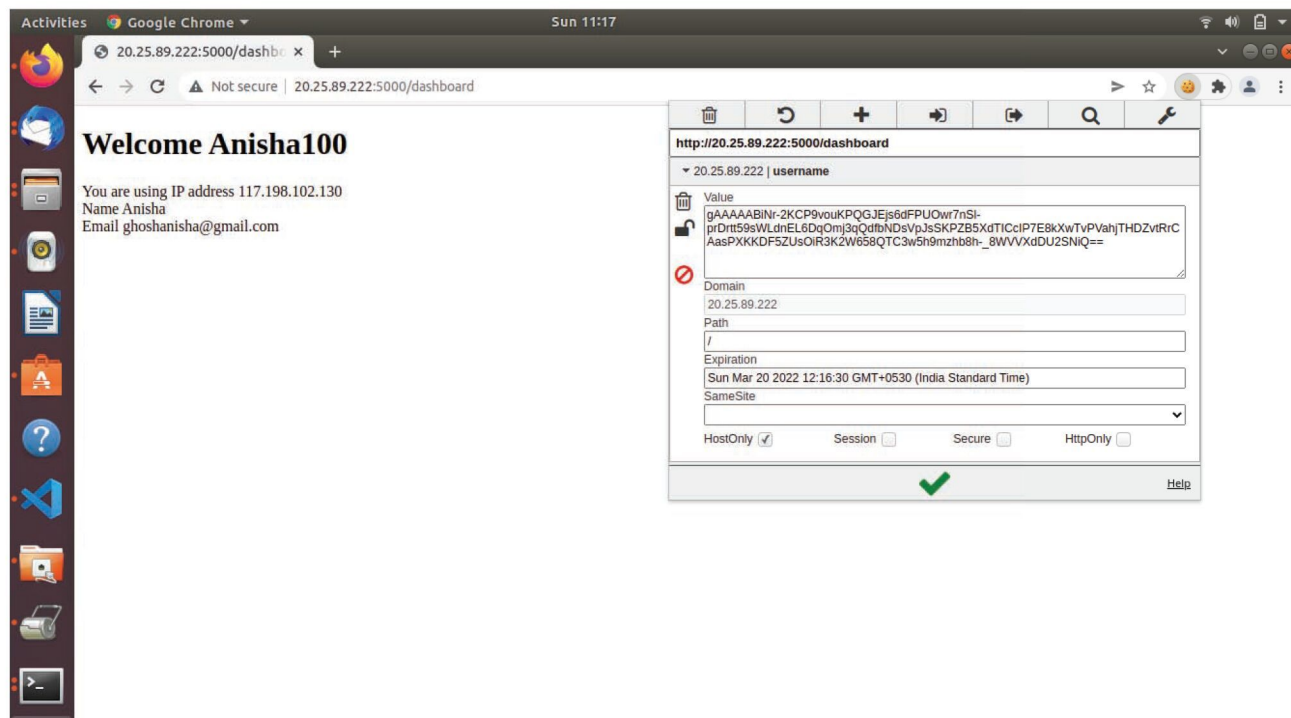 Activities
Google Chrome
Sun 11:17
20.25.89.222:5000/dashbo
Not secure
20.25.89.222:5000/dashboard
Welcome Anisha100
You are using IP address 117.198.102.130
Name Anisha
Email ghoshanisha@gmail.com
http://20.25.89.222:5000/dashboard
20.25.89.222 | username
Value
gAAAAABiNr-2KCP9vouKPQGJEjs6dFPUOwr7nSl-
prDrtt59sWLdnEL6DqOmj3qQdfbNDsVpJsSKPZB5XdTICcIP7E8kXwTvPVahjTHDZvtRrC
AasPXKKDF5ZUsOiR3K2W658QTC3w5h9mzhb8h-_8WVVXdDU2SNiQ==
Domain
20.25.89.222
Path
/
Expiration
Sun Mar 20 2022 12:16:30 GMT+0530 (India Standard Time)
SameSite
HostOnly Session Secure HttpOnly
Help